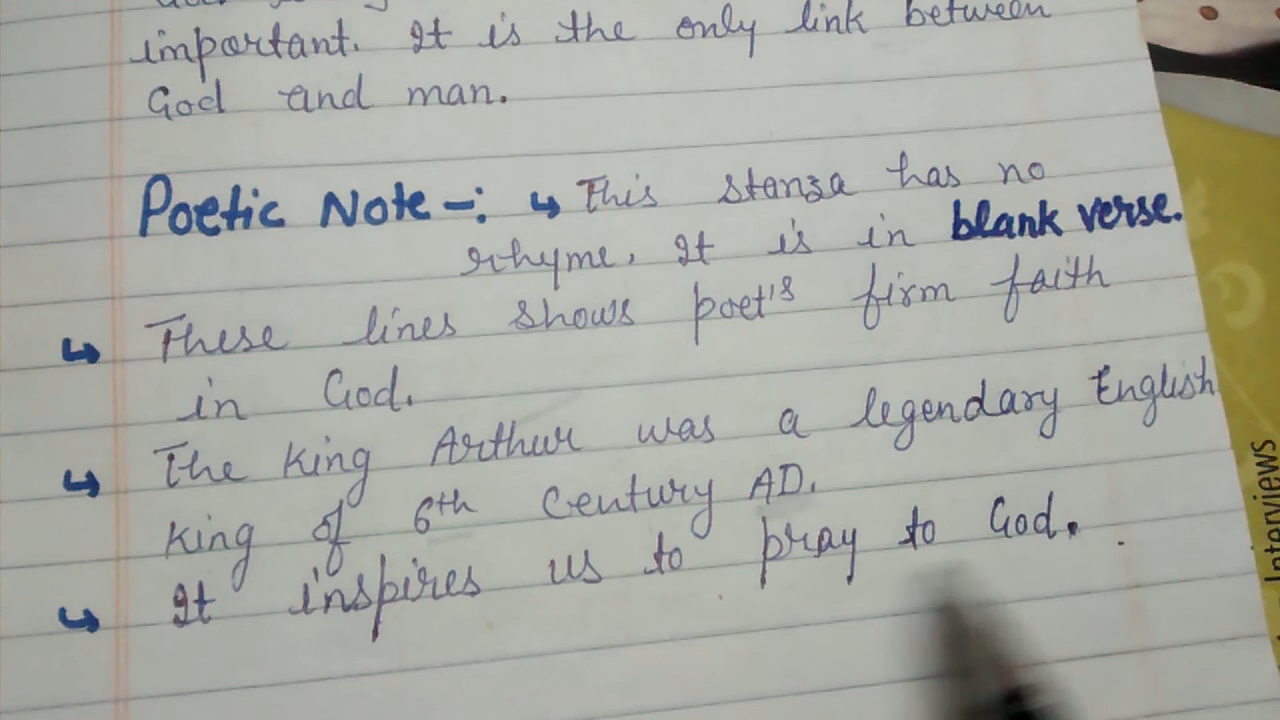 important. It is the only link between
God and man.
Poetic Note -: ↳ This stanza has no
rhyme, It is in blank verse.
↳ These lines shows poet's firm faith
in God.
↳ The King Arthur was a legendary English
King of 6th Century AD.
↳ It inspires us to pray to God.
Interviews